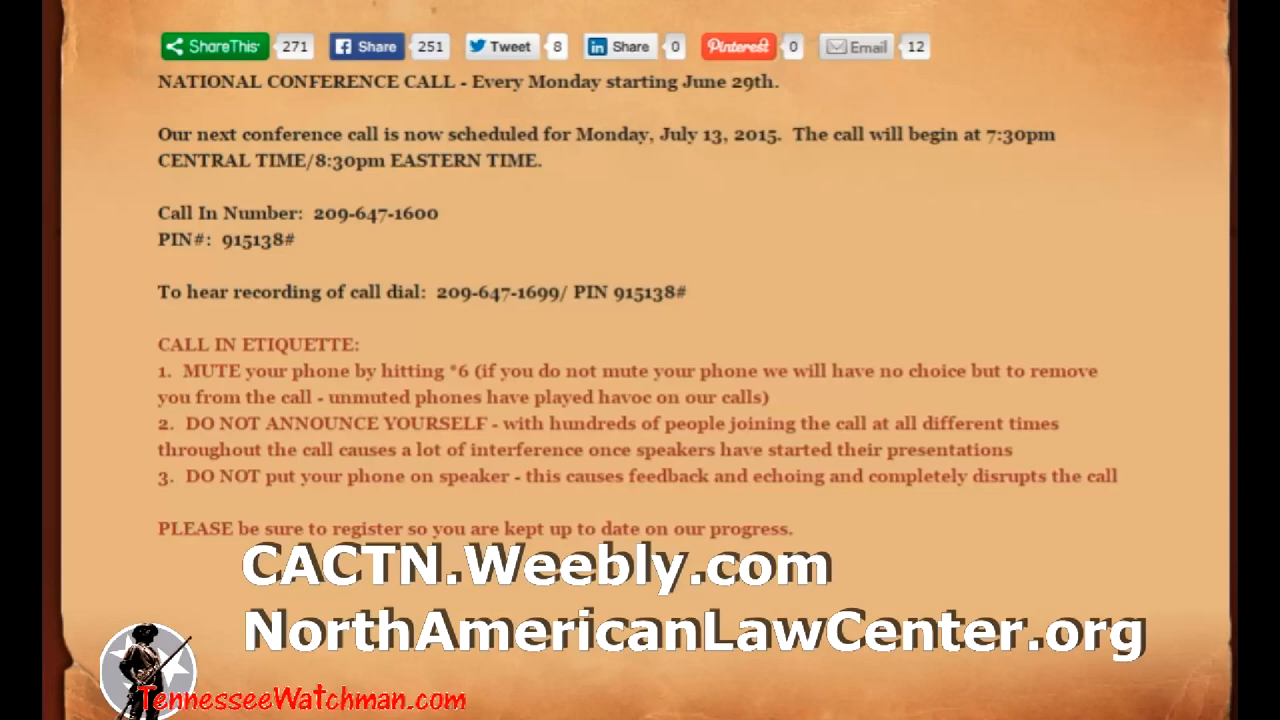 ShareThis 271 Share 251 Tweet 8 Share 0 Pinterest 0 Email 12
NATIONAL CONFERENCE CALL - Every Monday starting June 29th.
Our next conference call is now scheduled for Monday, July 13, 2015. The call will begin at 7:30pm
CENTRAL TIME/8:30pm EASTERN TIME.
Call In Number: 209-647-1600
PIN#: 915138#
To hear recording of call dial: 209-647-1699/ PIN 915138#
CALL IN ETIQUETTE:
1. MUTE your phone by hitting *6 (if you do not mute your phone we will have no choice but to remove
you from the call - unmuted phones have played havoc on our calls)
2. DO NOT ANNOUNCE YOURSELF - with hundreds of people joining the call at all different times
throughout the call causes a lot of interference once speakers have started their presentations
3. DO NOT put your phone on speaker - this causes feedback and echoing and completely disrupts the call
PLEASE be sure to register so you are kept up to date on our progress.
CACTN.Weebly.com
NorthAmericanLawCenter.org
TennesseeWatchman.com